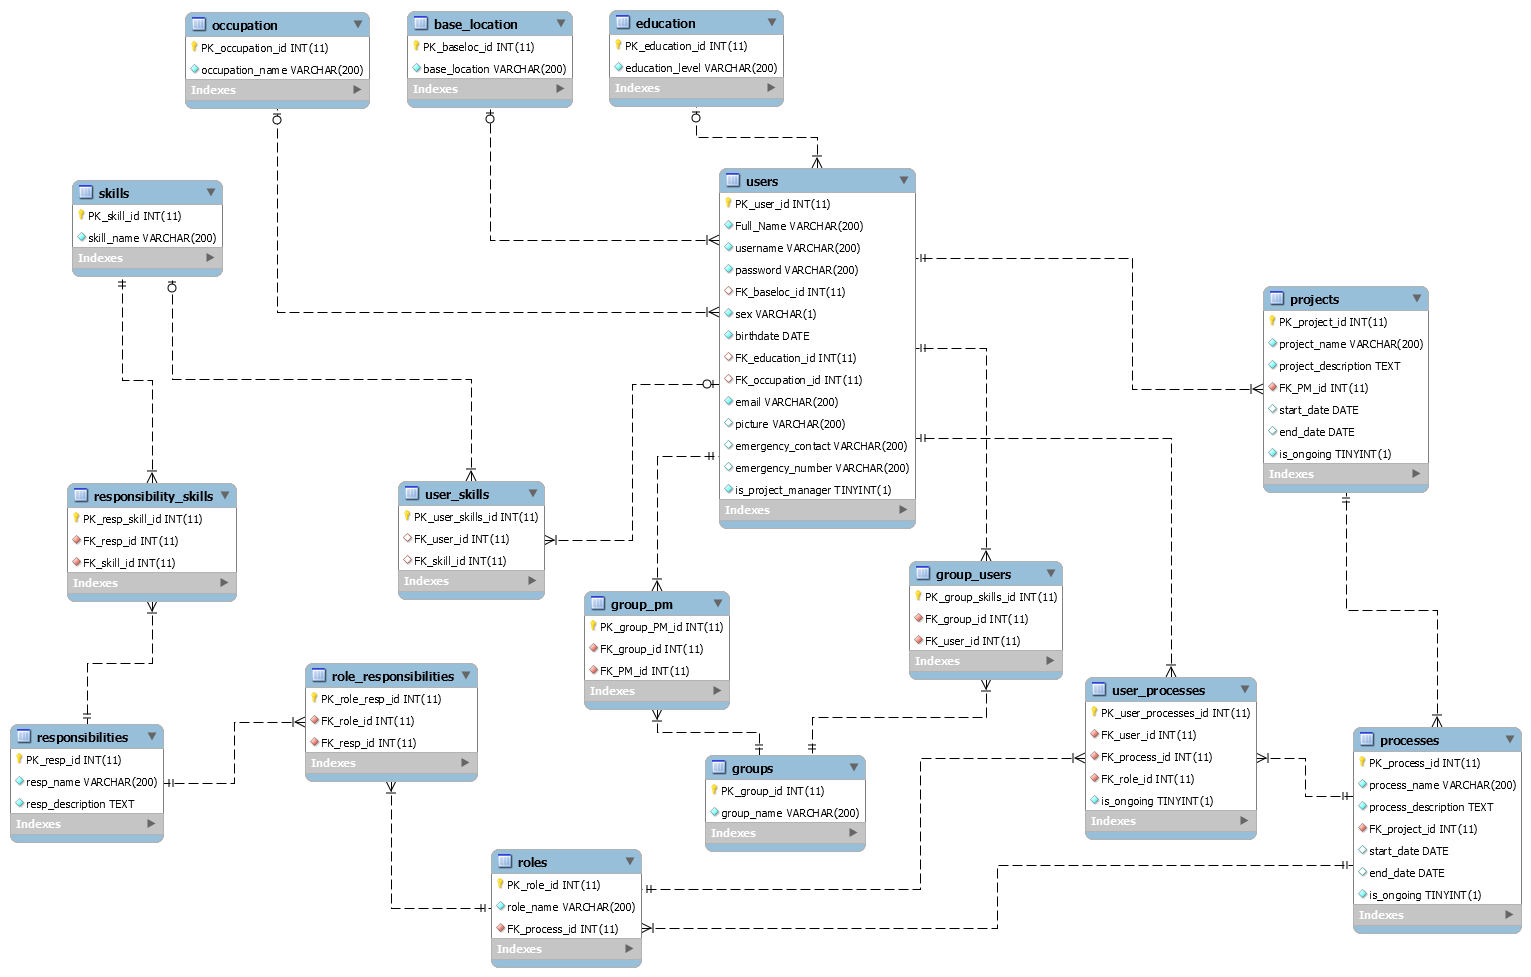 occupation
PK_occupation_id INT(11)
occupation_name VARCHAR(200)
Indexes
base_location
PK_baseloc_id INT(11)
base_location VARCHAR(200)
Indexes
education
PK_education_id INT(11)
education_level VARCHAR(200)
Indexes
skills
PK_skill_id INT(11)
skill_name VARCHAR(200)
Indexes
users
PK_user_id INT(11)
Full_Name VARCHAR(200)
username VARCHAR(200)
password VARCHAR(200)
FK_baseloc_id INT(11)
sex VARCHAR(1)
birthdate DATE
FK_education_id INT(11)
FK_occupation_id INT(11)
email VARCHAR(200)
picture VARCHAR(200)
emergency_contact VARCHAR(200)
emergency_number VARCHAR(200)
is_project_manager TINYINT(1)
Indexes
projects
PK_project_id INT(11)
project_name VARCHAR(200)
project_description TEXT
FK_PM_id INT(11)
start_date DATE
end_date DATE
is_ongoing TINYINT(1)
Indexes
responsibility_skills
PK_resp_skill_id INT(11)
FK_resp_id INT(11)
FK_skill_id INT(11)
Indexes
user_skills
PK_user_skills_id INT(11)
FK_user_id INT(11)
FK_skill_id INT(11)
Indexes
group_pm
PK_group_PM_id INT(11)
FK_group_id INT(11)
FK_PM_id INT(11)
Indexes
group_users
PK_group_skills_id INT(11)
FK_group_id INT(11)
FK_user_id INT(11)
Indexes
role_responsibilities
PK_role_resp_id INT(11)
FK_role_id INT(11)
FK_resp_id INT(11)
Indexes
user_processes
PK_user_processes_id INT(11)
FK_user_id INT(11)
FK_process_id INT(11)
FK_role_id INT(11)
is_ongoing TINYINT(1)
Indexes
responsibilities
PK_resp_id INT(11)
resp_name VARCHAR(200)
resp_description TEXT
Indexes
groups
PK_group_id INT(11)
group_name VARCHAR(200)
Indexes
processes
PK_process_id INT(11)
process_name VARCHAR(200)
process_description TEXT
FK_project_id INT(11)
start_date DATE
end_date DATE
is_ongoing TINYINT(1)
Indexes
roles
PK_role_id INT(11)
role_name VARCHAR(200)
FK_process_id INT(11)
Indexes